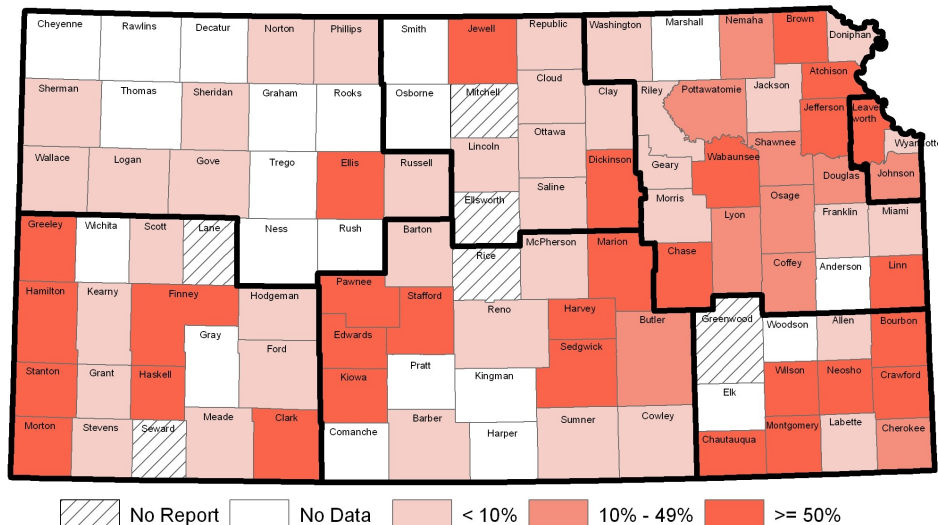 Cheyenne
Rawlins
Decatur
Norton
Phillips
Smith
Jewell
Republic
Washington
Marshall
Nemaha
Brown
Doniphan
Sherman
Thomas
Sheridan
Graham
Rooks
Osborne
Mitchell
Cloud
Clay
Riley
Pottawatomie
Jackson
Atchison
Jefferson
Leaven
worth
Wyandotte
Wallace
Logan
Gove
Trego
Ellis
Russell
Lincoln
Ottawa
Dickinson
Geary
Wabaunsee
Shawnee
Douglas
Johnson
Ellsworth
Saline
Morris
Lyon
Osage
Franklin
Miami
Greeley
Wichita
Scott
Lane
Ness
Rush
Barton
Rice
McPherson
Marion
Chase
Coffey
Anderson
Linn
Hamilton
Kearny
Finney
Hodgeman
Pawnee
Stafford
Reno
Harvey
Butler
Greenwood
Woodson
Allen
Bourbon
Gray
Ford
Edwards
Sedgwick
Stanton
Grant
Haskell
Kiowa
Pratt
Kingman
Elk
Wilson
Neosho
Crawford
Morton
Stevens
Seward
Meade
Clark
Comanche
Barber
Harper
Sumner
Cowley
Chautauqua
Montgomery
Labette
Cherokee
No Report
No Data
< 10%
10% - 49%
>= 50%